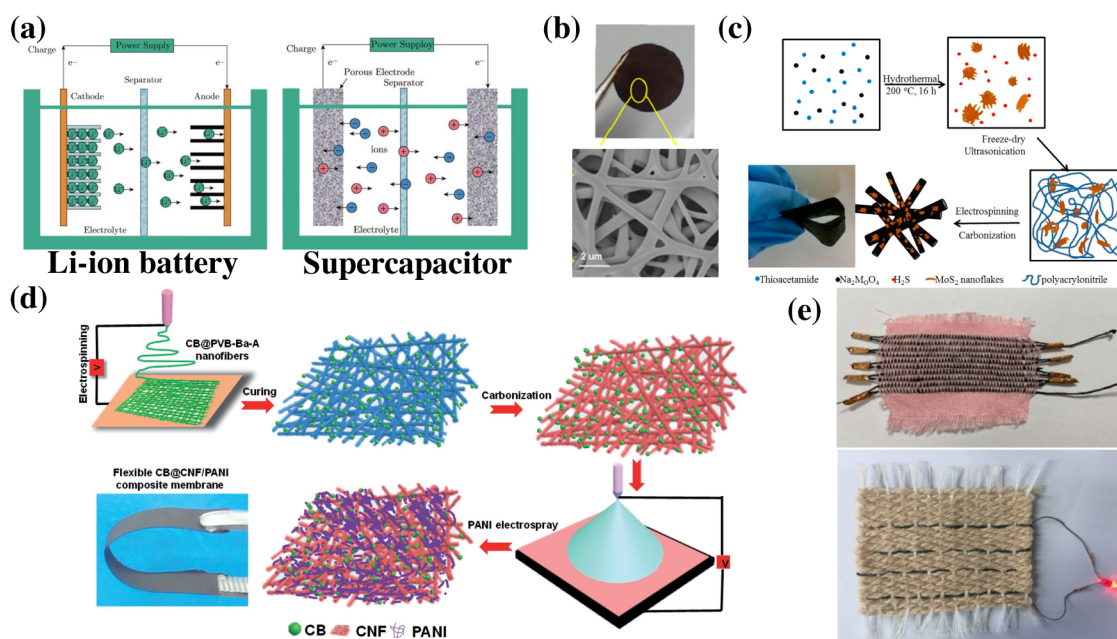 (a)
Power Supply
Charge
e⁻
e⁻
Separator
Cathode
Anode
Li⁺
Electrolyte
Li-ion battery
Power Supploy
Charge
e⁻
e⁻
Porous Electrode
Separator
ions
Electrolyte
Supercapacitor
(b)
2 um
(c)
Hydrothermal
200 °C, 16 h
Freeze-dry
Ultrasonication
Electrospinning
Carbonization
Thioacetamide
Na₂MoO₄
H₂S
MoS₂ nanoflakes
polyacrylonitrile
(d)
Electrospinning
V
CB@PVB-Ba-A
nanofibers
Curing
Carbonization
Flexible CB@CNF/PANI
composite membrane
PANI electrospray
V
CB
CNF
PANI
(e)